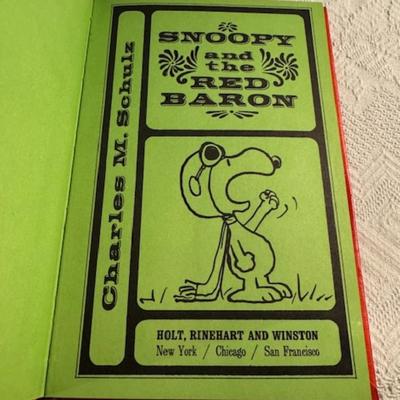 SNOOPY
and
the
RED
BARON
Charles M. Schulz
HOLT, RINEHART AND WINSTON
New York / Chicago / San Francisco